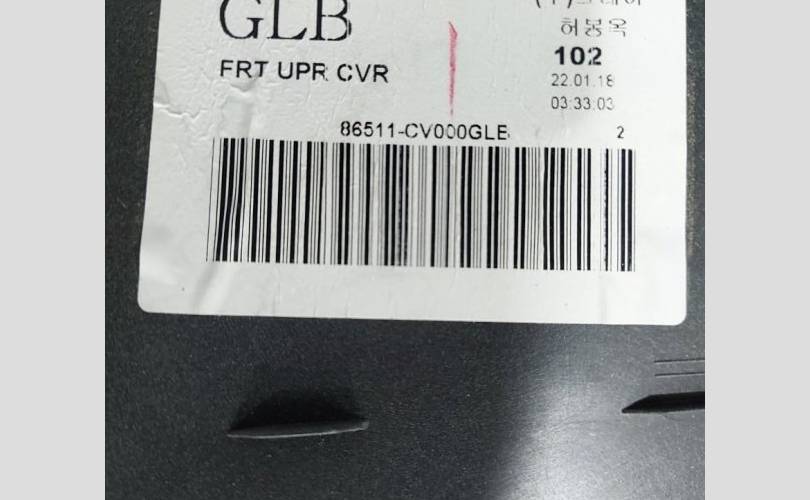 GLB
FRT UPR CVR
허봉옥
102
22.01.18
03:33:03
86511-CV000GLB 2